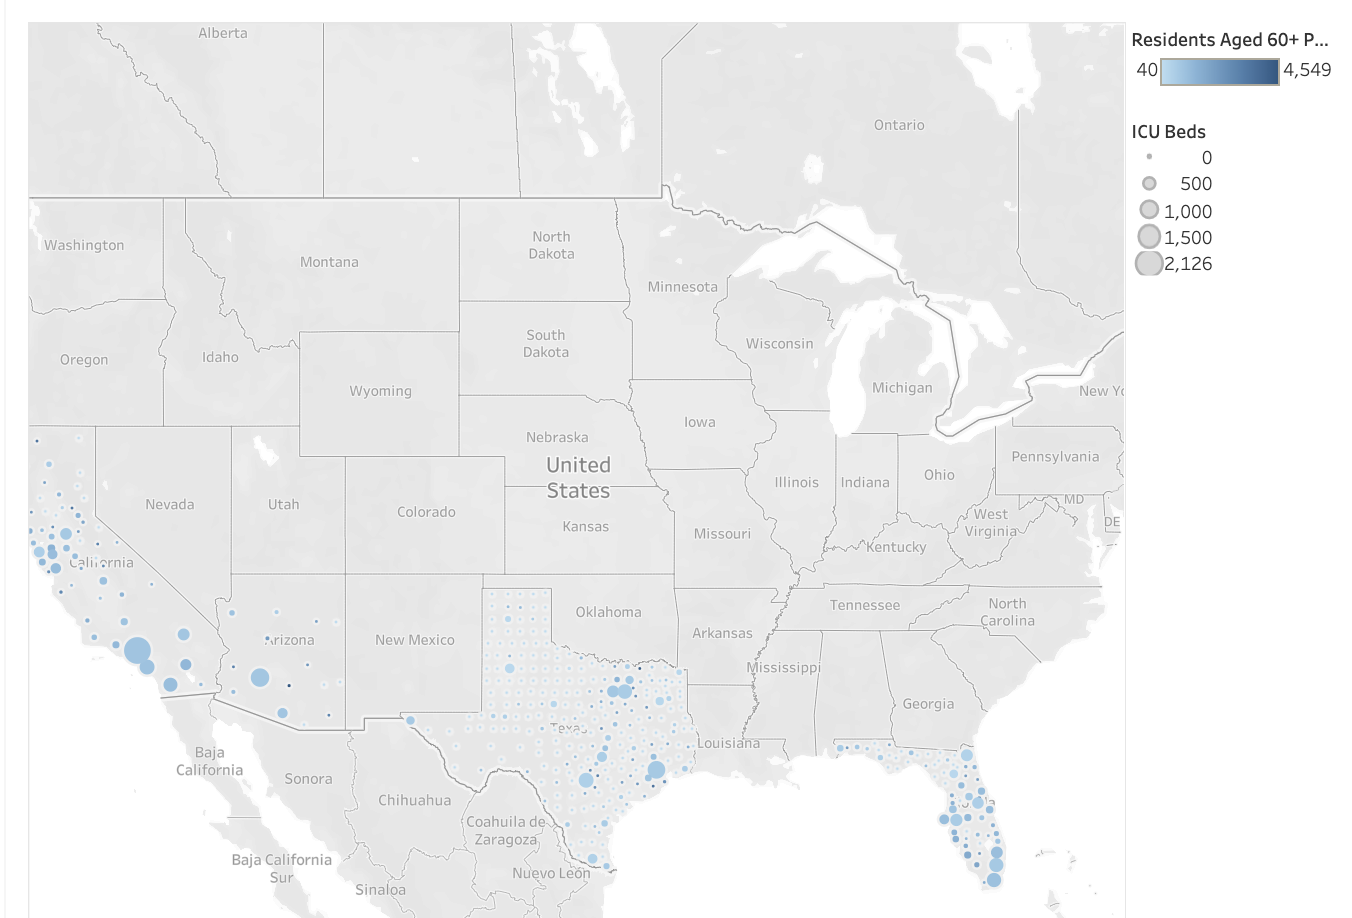 Alberta
Ontario
Residents Aged 60+ P...
40
4,549
ICU Beds
0
500
1,000
1,500
2,126
Washington
Montana
North
Dakota
Minnesota
Oregon
Idaho
South
Dakota
Wisconsin
Wyoming
Michigan
New Yo
Iowa
Nebraska
United
States
Pennsylvania
Nevada
Utah
Colorado
Illinois
Indiana
Ohio
MD
West
Virginia
DE
Kansas
Missouri
Kentucky
California
Oklahoma
Tennessee
North
Carolina
Arizona
New Mexico
Arkansas
Mississippi
Georgia
Texas
Louisiana
Baja
California
Sonora
Chihuahua
Coahuila de
Zaragoza
Baja California
Sur
Nuevo León
Sinaloa